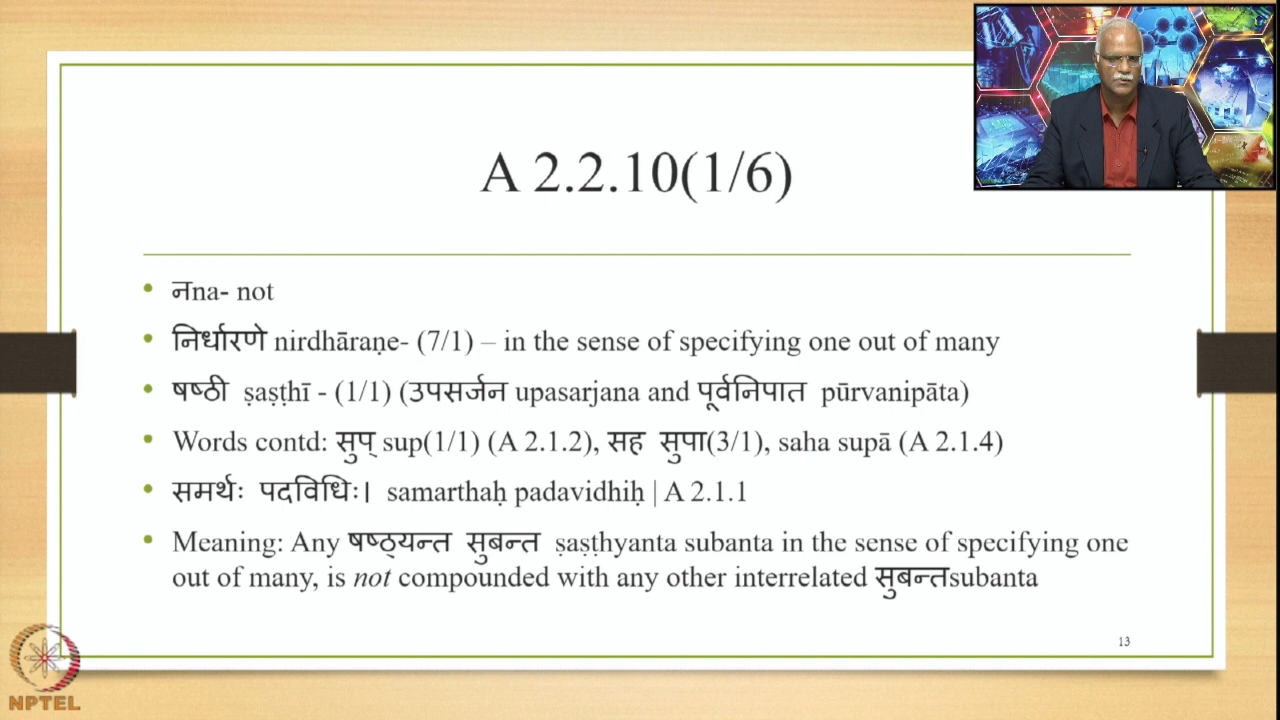 A 2.2.10(1/6)
नna- not
निर्धारणे nirdhāraṇe- (7/1) – in the sense of specifying one out of many
षष्ठी ṣaṣṭhī - (1/1) (उपसर्जन upasarjana and पूर्वनिपात pūrvanipāta)
Words contd: सुप् sup(1/1) (A 2.1.2), सह सुपा(3/1), saha supā (A 2.1.4)
समर्थः पदविधिः। samarthaḥ padavidhiḥ | A 2.1.1
Meaning: Any षष्ठ्यन्त सुबन्त ṣaṣṭhyanta subanta in the sense of specifying one
out of many, is not compounded with any other interrelated सुबन्तsubanta
13
NPTEL